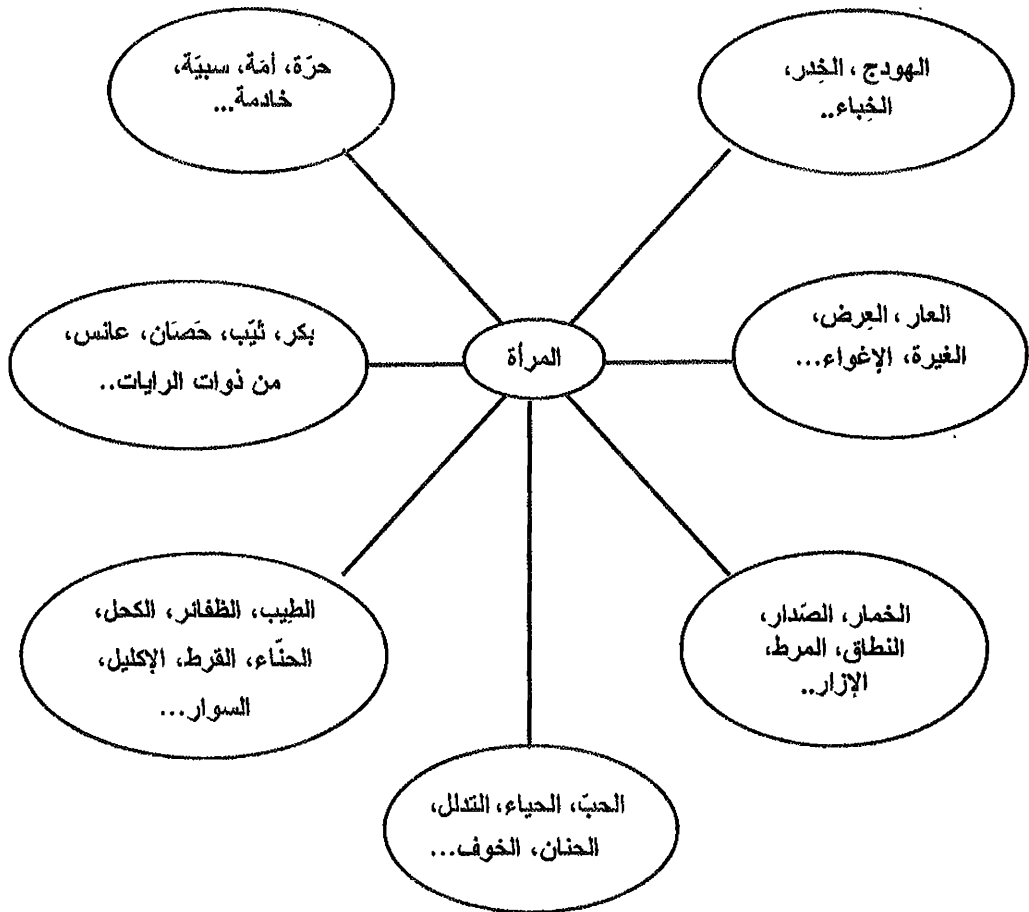 الهودج، الخِدر،
الخِباء..
حرّة، أمَة، سبيّة،
خادمة...
العار، العِرض،
الغيرة، الإغواء...
المرأة
بكر، ثيّب، حَصَان، عانس،
من ذوات الرايات..
الخمار، الصّدار،
النطاق، المرط،
الإزار..
الطِيب، الظفائر، الكحل،
الحنّاء، القرط، الإكليل،
السوار...
الحبّ، الحياء، التدلل،
الحنان، الخوف...